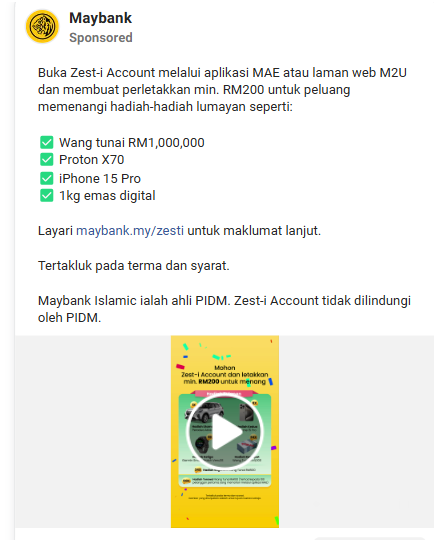 Maybank
Sponsored
Buka Zest-i Account melalui aplikasi MAE atau laman web M2U
dan membuat perletakkan min. RM200 untuk peluang
memenangi hadiah-hadiah lumayan seperti:
✅ Wang tunai RM1,000,000
✅ Proton X70
✅ iPhone 15 Pro
✅ 1kg emas digital
Layari maybank.my/zesti untuk maklumat lanjut.
Tertakluk pada terma dan syarat.
Maybank Islamic ialah ahli PIDM. Zest-i Account tidak dilindungi
oleh PIDM.
Mohon
Zest-i Account dan letakkan
min. RM200 untuk menang